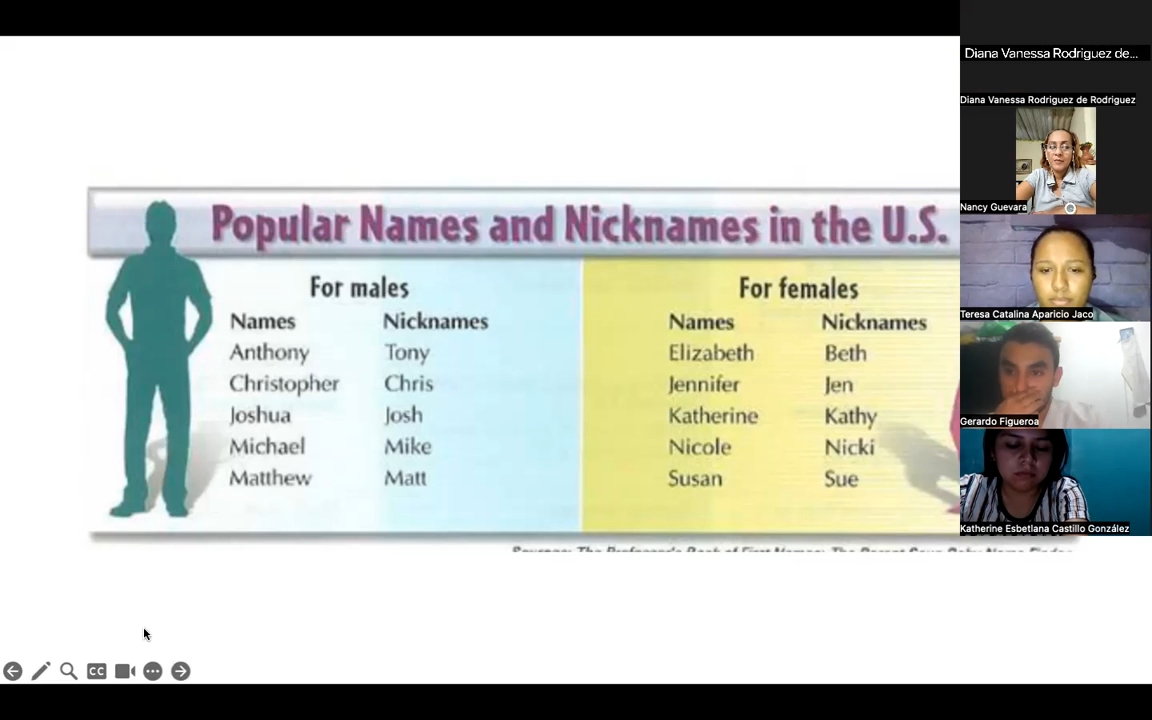 Popular Names and Nicknames in the U.S.
For males
Names Nicknames
Anthony Tony
Christopher Chris
Joshua Josh
Michael Mike
Matthew Matt
For females
Names Nicknames
Elizabeth Beth
Jennifer Jen
Katherine Kathy
Nicole Nicki
Susan Sue
CC
Diana Vanessa Rodriguez de...
Diana Vanessa Rodriguez de Rodriguez
Nancy Guevara
Teresa Catalina Aparicio Jaco
Gerardo Figueroa
Katherine Esbetlana Castillo González